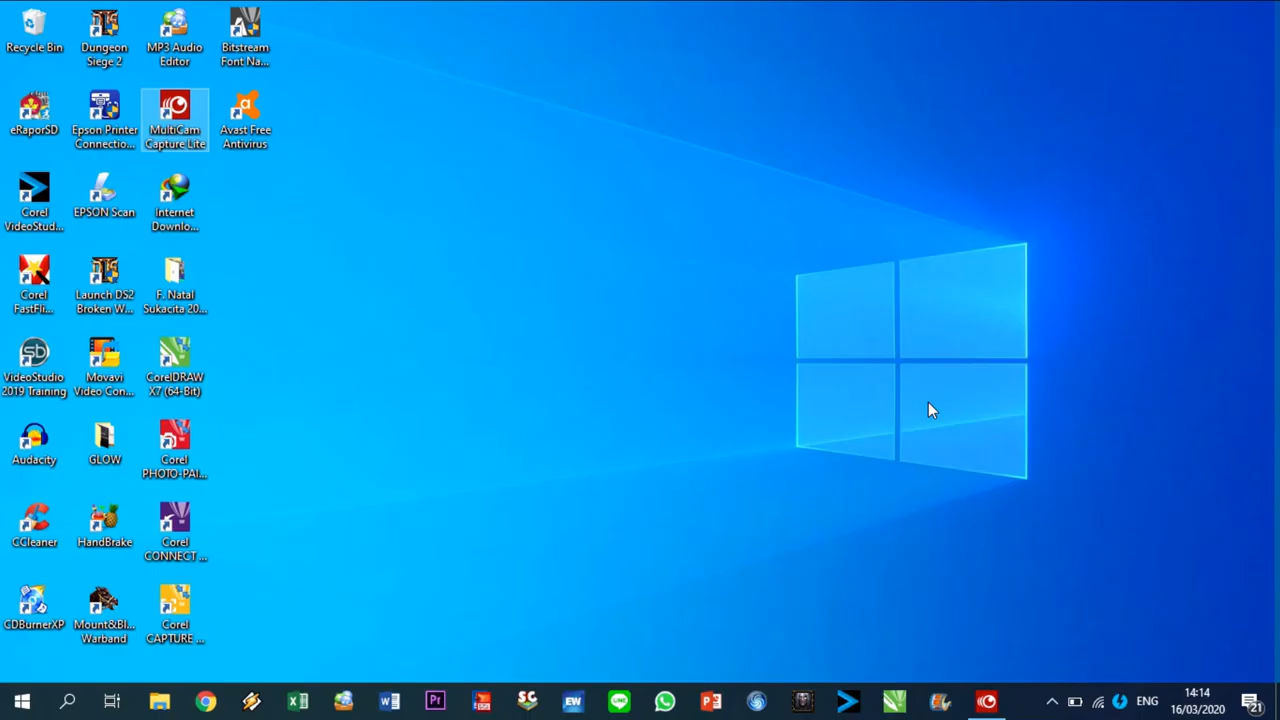 Recycle Bin
Dungeon
Siege 2
MP3 Audio
Editor
Bitstream
Font Na...
eRaporSD
Epson Printer
Connectio...
MultiCam
Capture Lite
Avast Free
Antivirus
Corel
VideoStud...
EPSON Scan
Internet
Downlo...
Corel
FastFli...
Launch DS2
Broken W...
F. Natal
Sukacita 20...
VideoStudio
2019 Training
Movavi
Video Con...
CorelDRAW
X7 (64-Bit)
Audacity
GLOW
Corel
PHOTO-PAI...
CCleaner
HandBrake
Corel
CONNECT ...
CDBurnerXP
Mount&Bl...
Warband
Corel
CAPTURE ...
ENG
14:14
16/03/2020
21